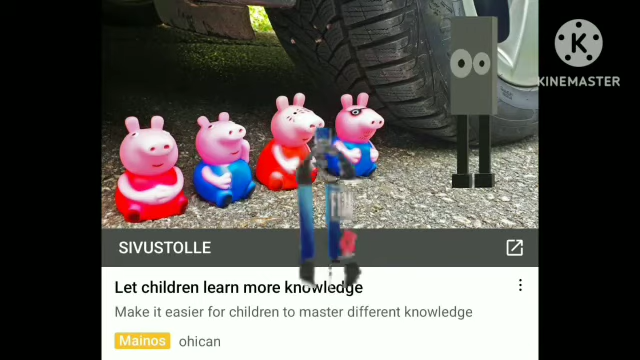 KINEMASTER
SIVUSTOLLE
Let children learn more knowledge
Make it easier for children to master different knowledge
Mainos ohican